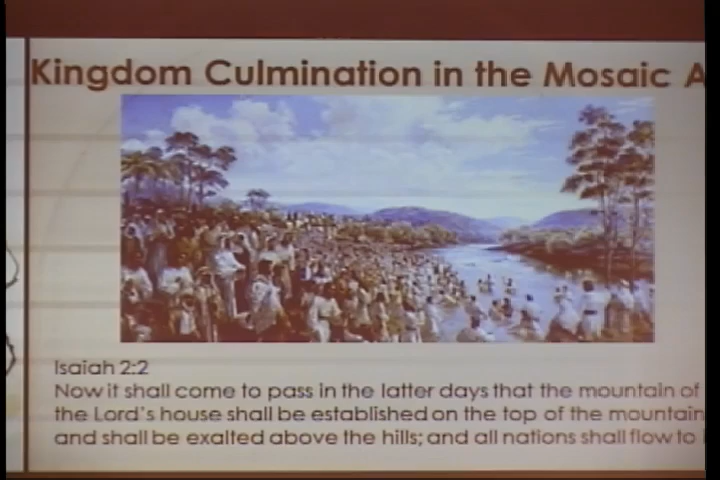 Kingdom Culmination in the Mosaic A
Isaiah 2:2
Now it shall come to pass in the latter days that the mountain of
the Lord's house shall be established on the top of the mountain
and shall be exalted above the hills; and all nations shall flow to